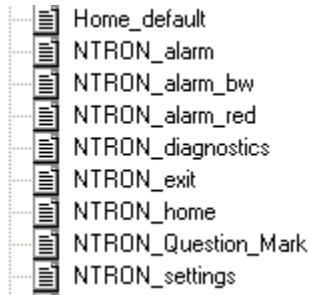 Home_default
NTRON_alarm
NTRON_alarm_bw
NTRON_alarm_red
NTRON_diagnostics
NTRON_exit
NTRON_home
NTRON_Question_Mark
NTRON_settings